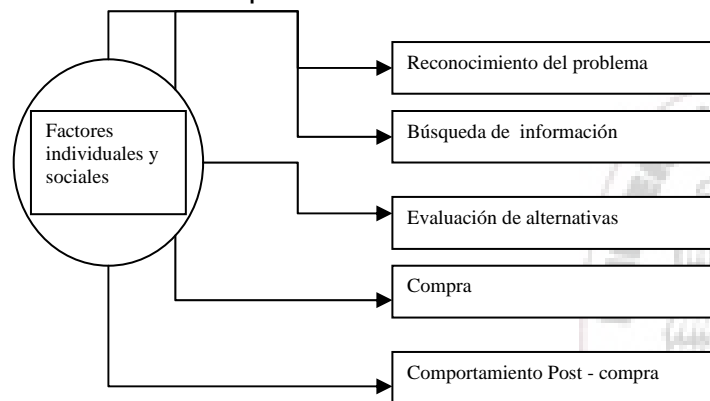 Factores
individuales y
sociales
Reconocimiento del problema
Búsqueda de información
Evaluación de alternativas
Compra
Comportamiento Post - compra